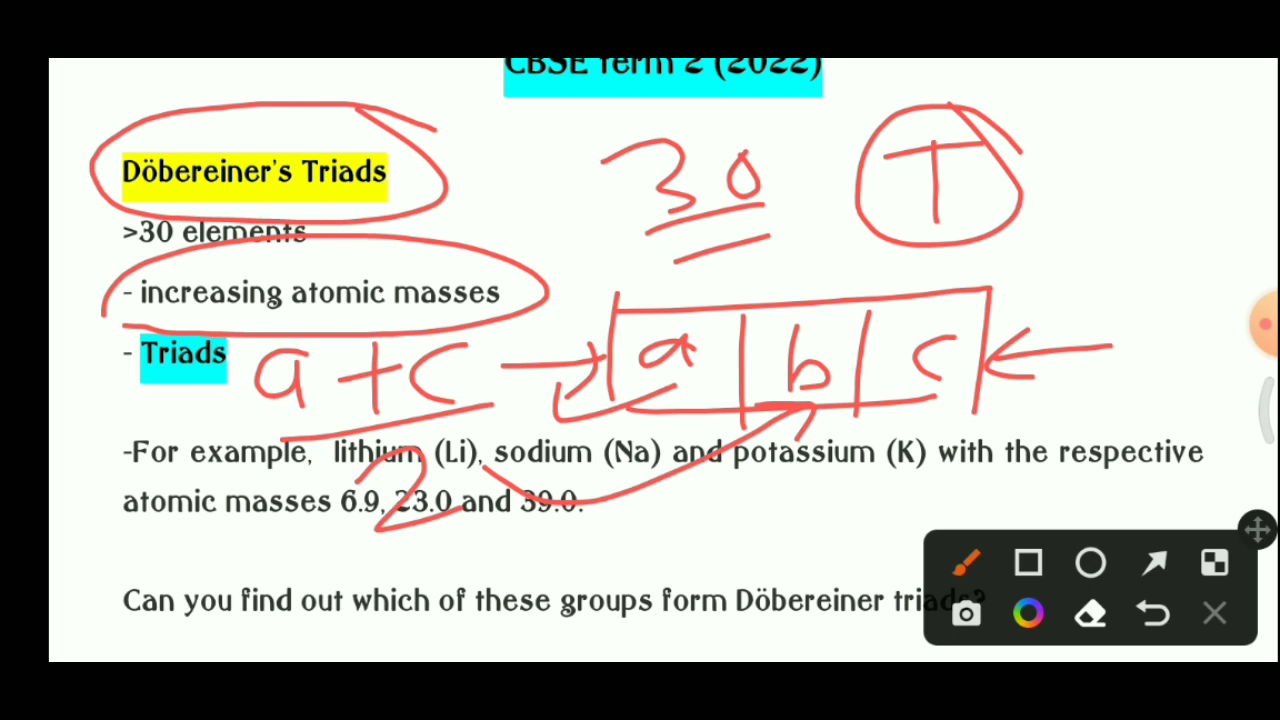 CBSE Term 2 (2022)
Döbereiner's Triads
30
T
>30 elements
- increasing atomic masses
- Triads
a + c
2
a b c
-For example, lithium (Li), sodium (Na) and potassium (K) with the respective
atomic masses 6.9, 23.0 and 39.0.
Can you find out which of these groups form Döbereiner triads?